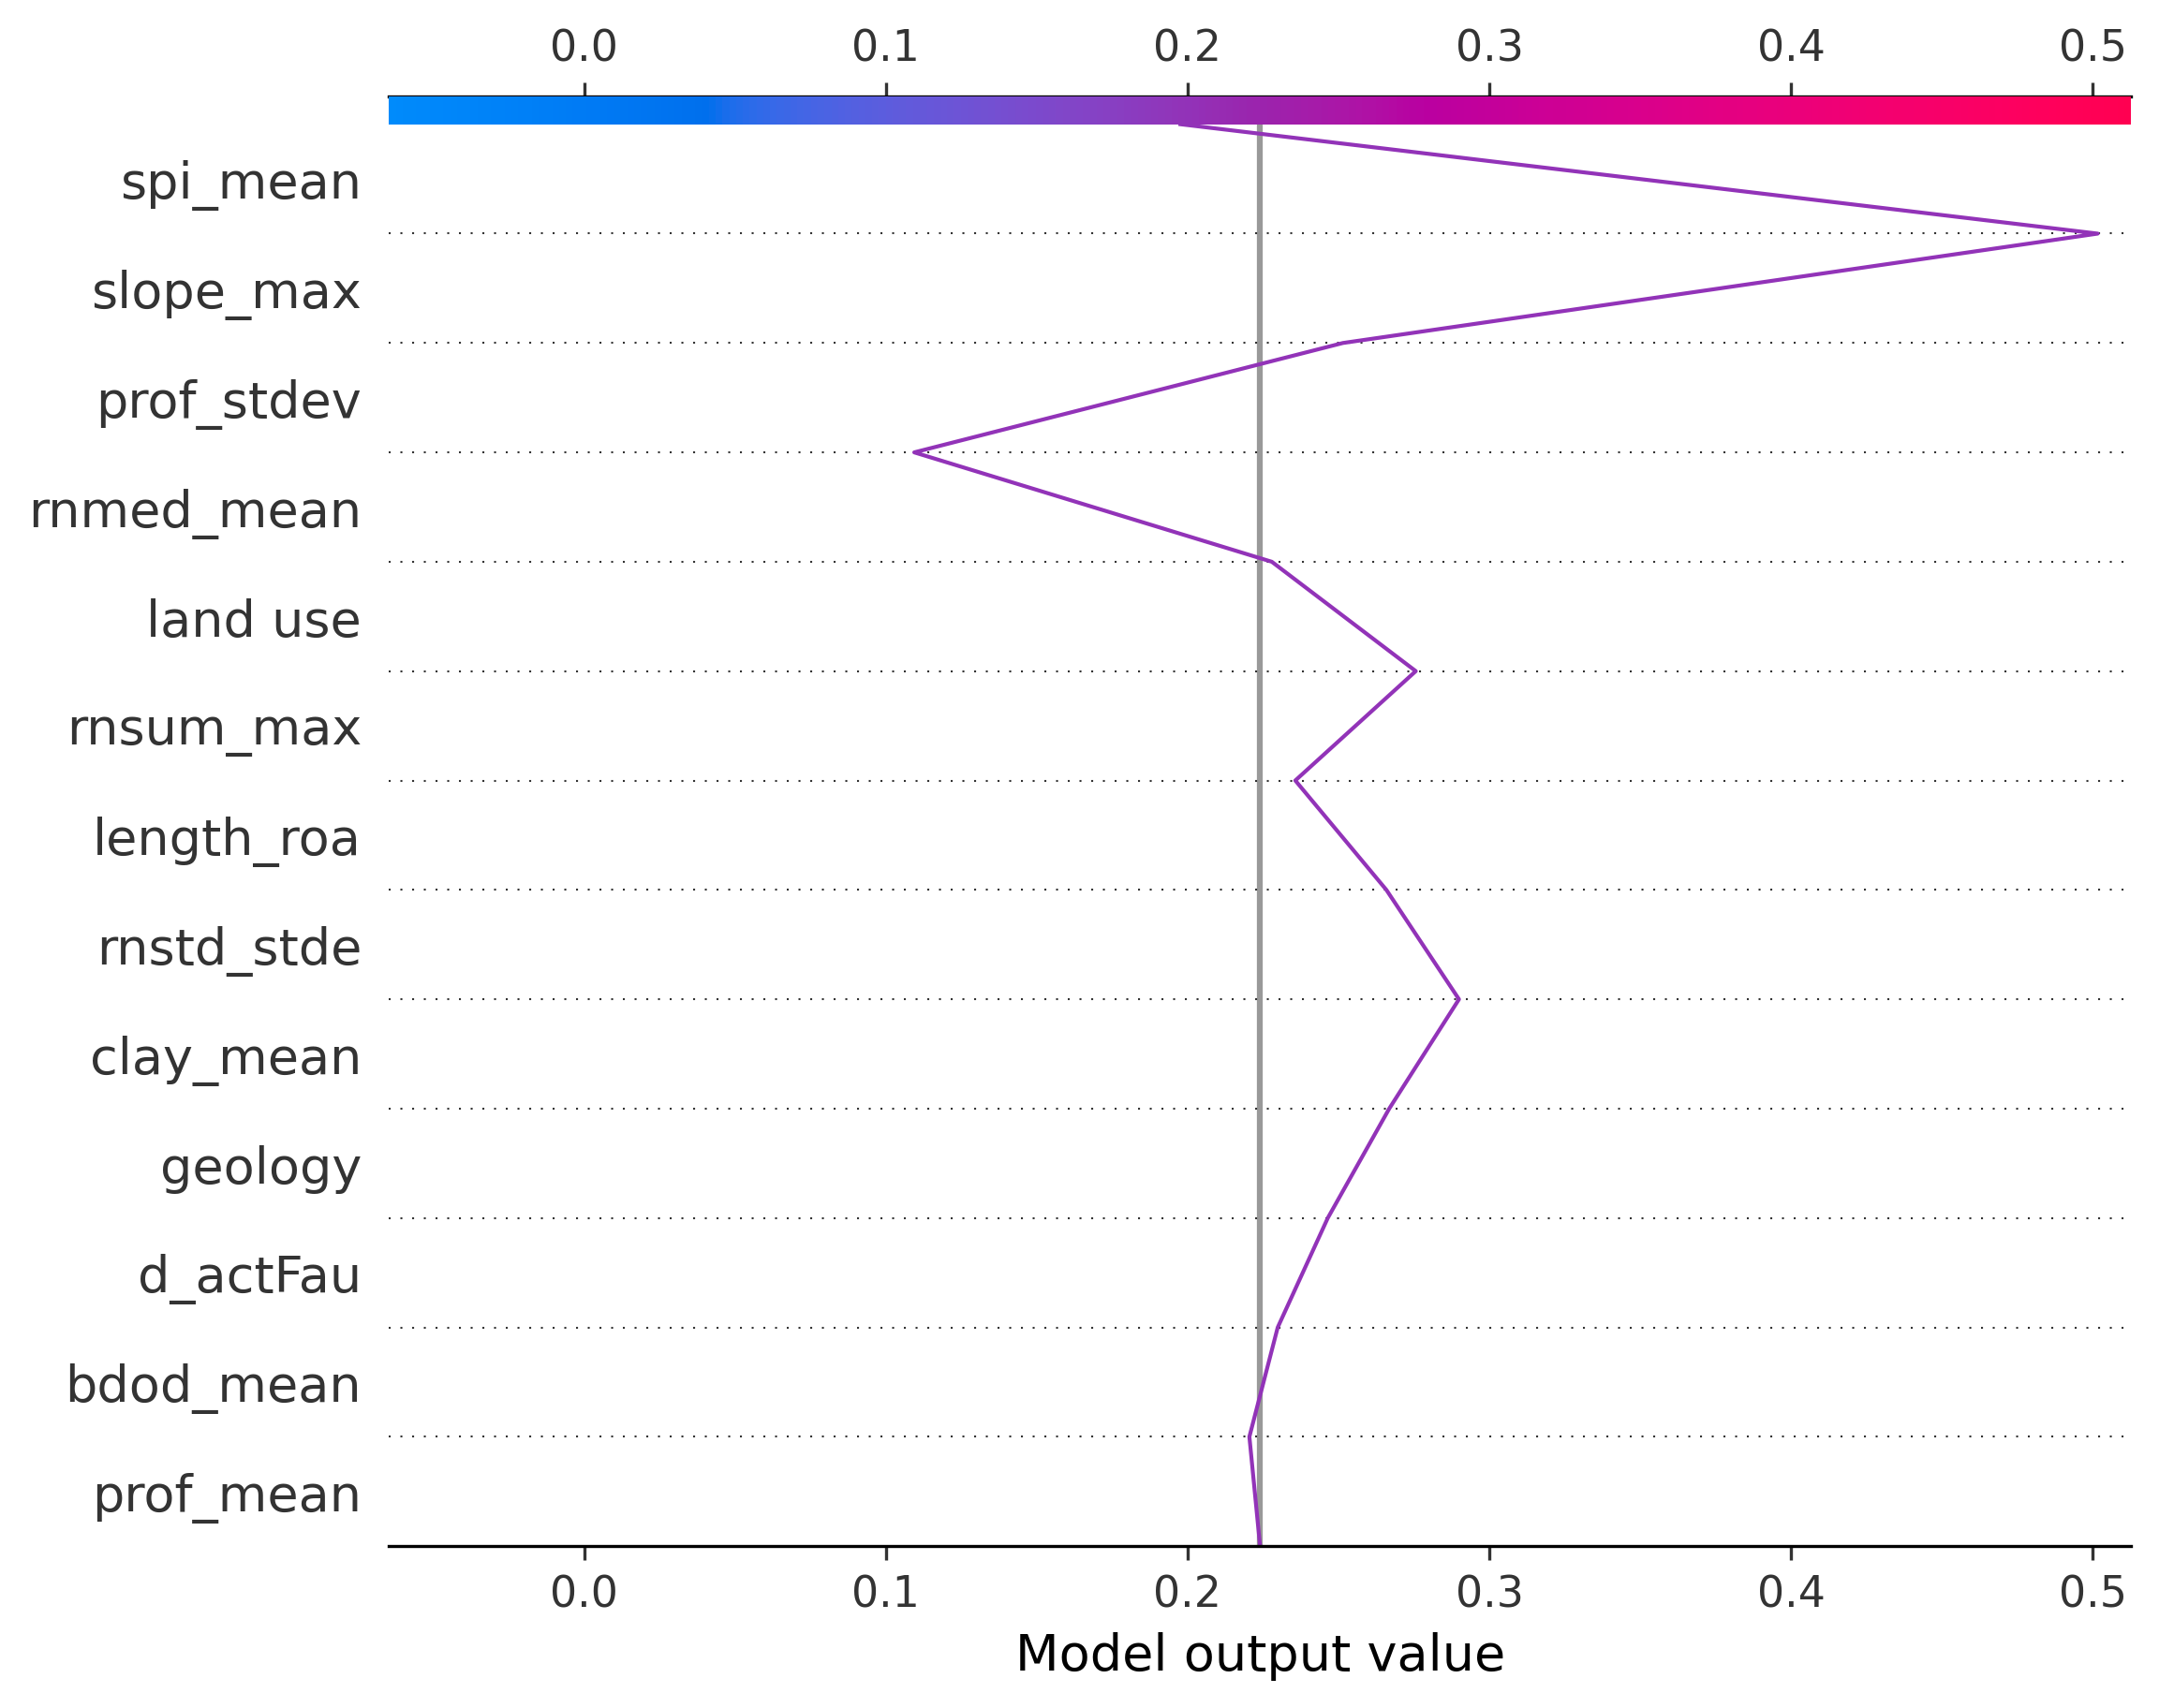 0.0 0.1 0.2 0.3 0.4 0.5
spi_mean
slope_max
prof_stdev
rnmed_mean
land use
rnsum_max
length_roa
rnstd_stde
clay_mean
geology
d_actFau
bdod_mean
prof_mean
0.0 0.1 0.2 0.3 0.4 0.5
Model output value